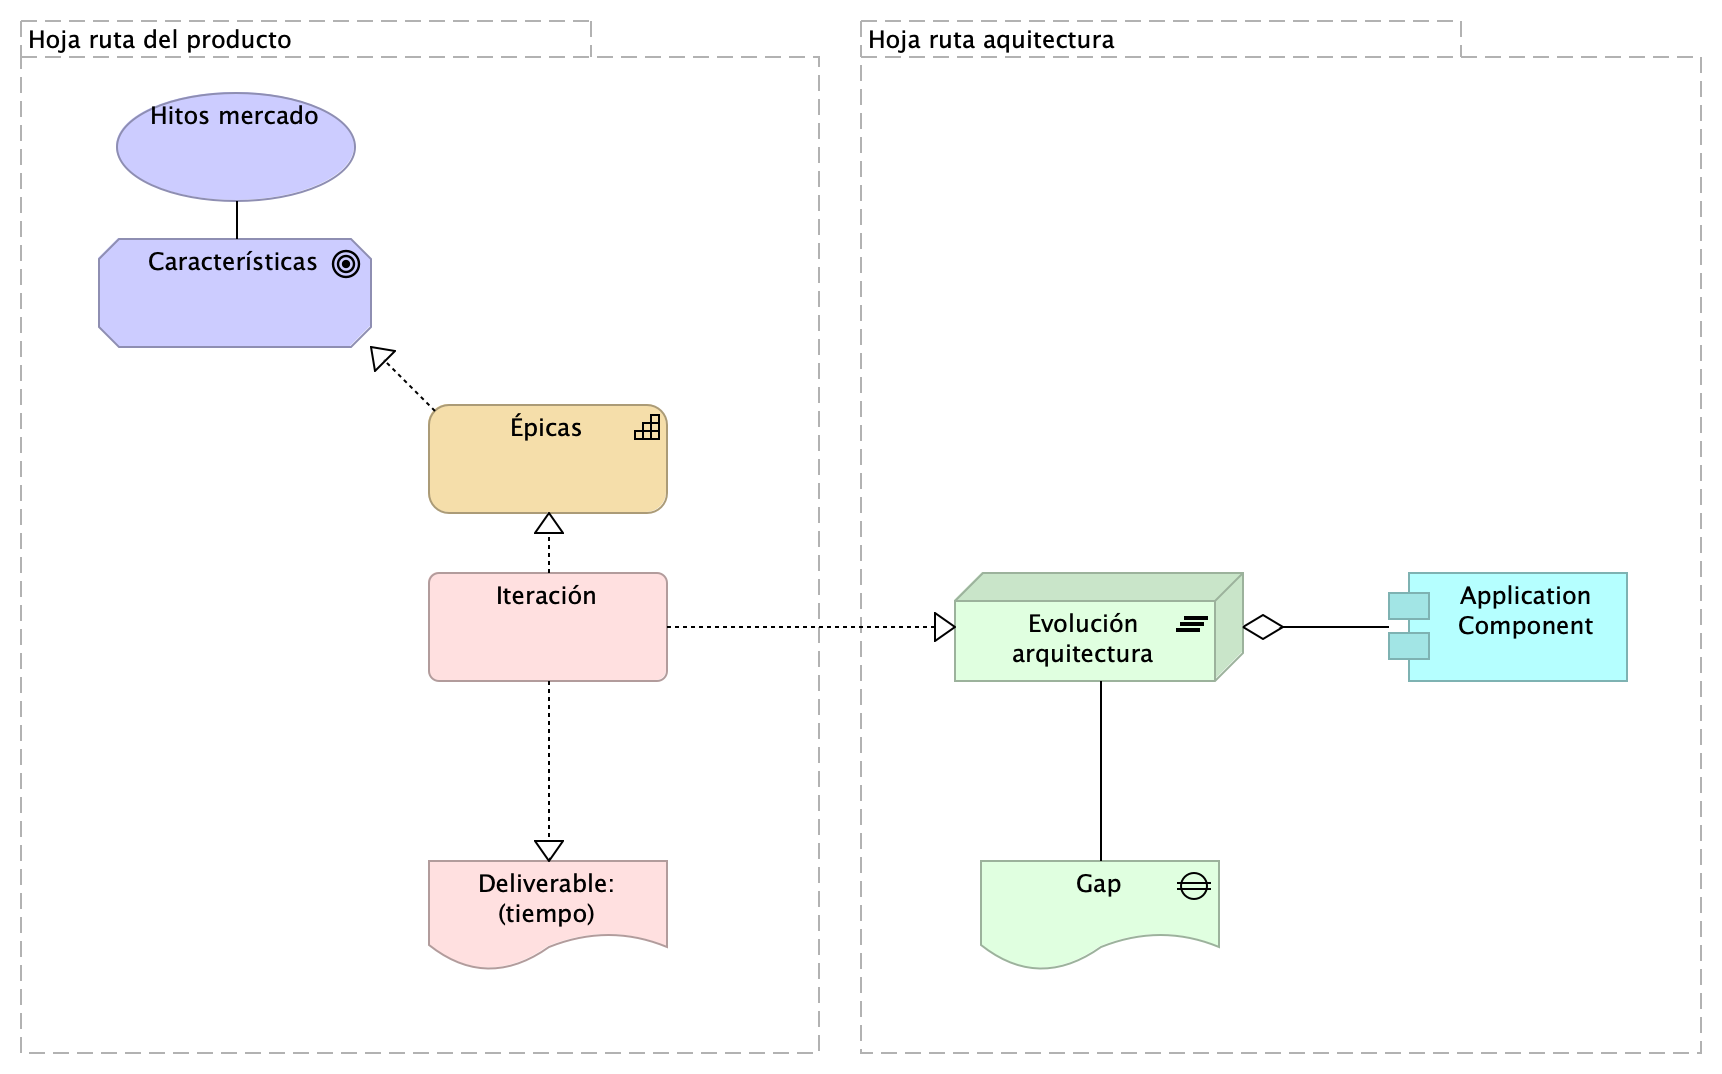 Hoja ruta del producto
Hitos mercado
Características
Épicas
Iteración
Deliverable:
(tiempo)
Hoja ruta aquitectura
Evolución
arquitectura
Application
Component
Gap